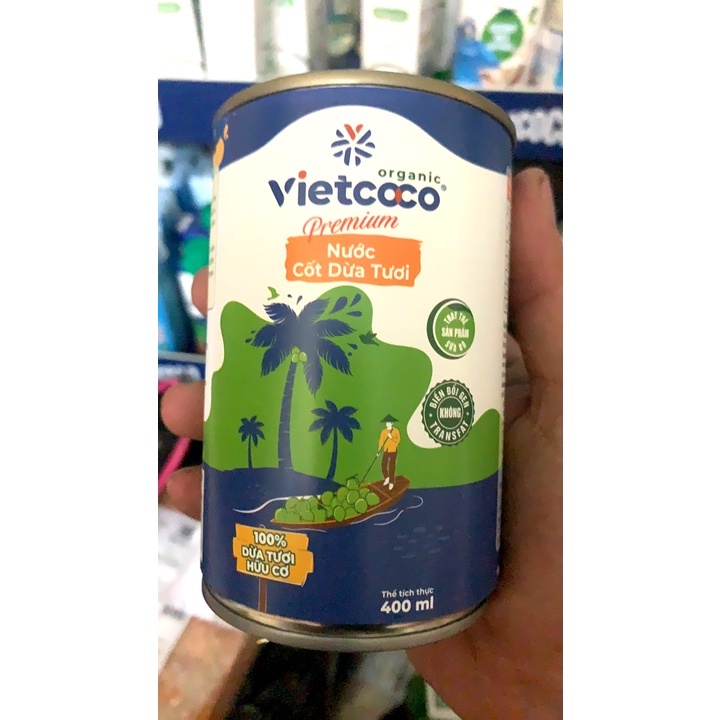 organic
Vietcoco®
Premium
Nước
Cốt Dừa Tươi
THAY THẾ
SẢN PHẨM
SỮA BÒ
BIẾN ĐỔI GEN
KHÔNG
TRANSFAT
100%
DỪA TƯƠI
HỮU CƠ
Thể tích thực
400 ml